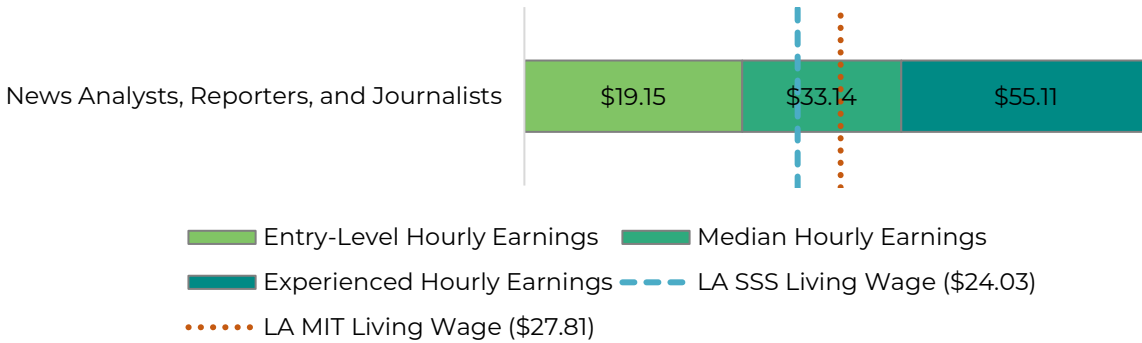 News Analysts, Reporters, and Journalists $19.15 $33.14 $55.11
Entry-Level Hourly Earnings Median Hourly Earnings
Experienced Hourly Earnings LA SSS Living Wage ($24.03)
LA MIT Living Wage ($27.81)